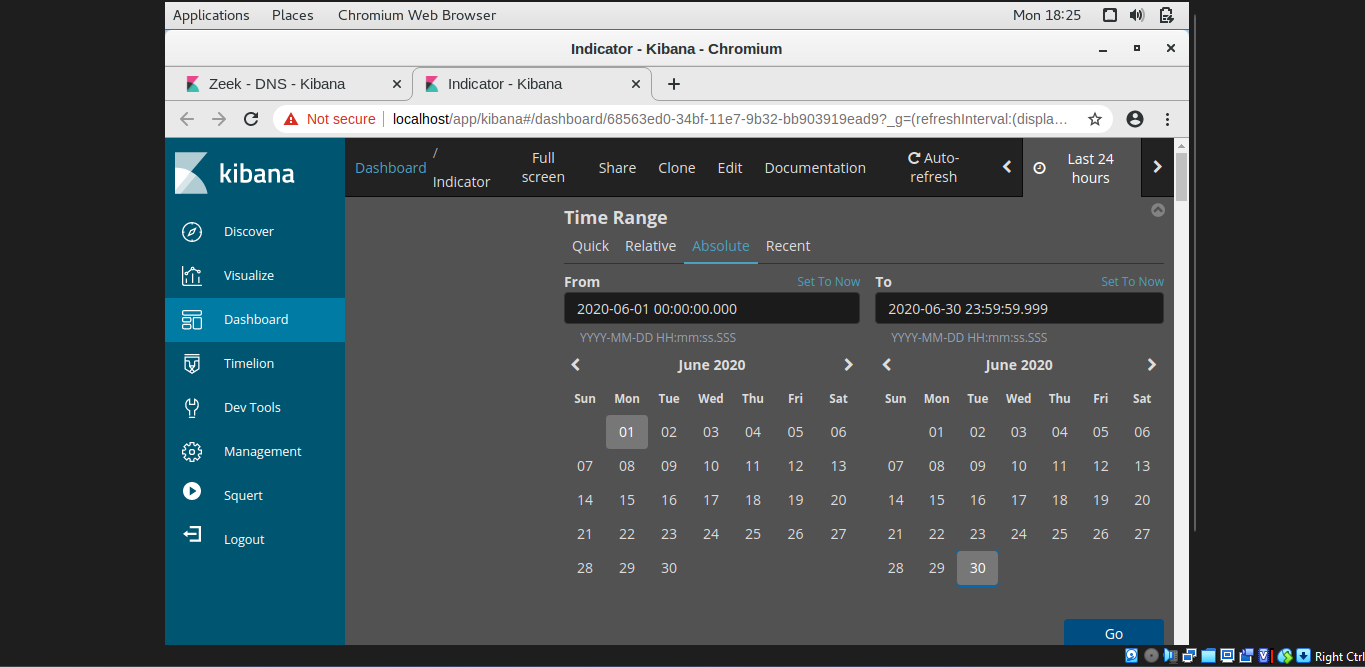 Applications Places Chromium Web Browser Mon 18:25
Indicator - Kibana - Chromium
Zeek - DNS - Kibana Indicator - Kibana
Not secure localhost/app/kibana#/dashboard/68563ed0-34bf-11e7-9b32-bb903919ead9?_g=(refreshInterval:(displa...
kibana
Discover
Visualize
Dashboard
Timelion
Dev Tools
Management
Squert
Logout
Dashboard / Indicator
Full screen
Share Clone Edit Documentation
Auto-refresh
Last 24 hours
Time Range
Quick Relative Absolute Recent
From Set To Now
2020-06-01 00:00:00.000
YYYY-MM-DD HH:mm:ss.SSS
June 2020
Sun Mon Tue Wed Thu Fri Sat
01 02 03 04 05 06
07 08 09 10 11 12 13
14 15 16 17 18 19 20
21 22 23 24 25 26 27
28 29 30
To Set To Now
2020-06-30 23:59:59.999
YYYY-MM-DD HH:mm:ss.SSS
June 2020
Sun Mon Tue Wed Thu Fri Sat
01 02 03 04 05 06
07 08 09 10 11 12 13
14 15 16 17 18 19 20
21 22 23 24 25 26 27
28 29 30
Go
Right Ctrl